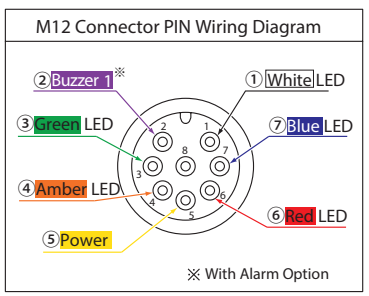 M12 Connector PIN Wiring Diagram
②Buzzer 1※
①White LED
③Green LED
⑦Blue LED
2
1
8
7
3
④Amber LED
4
5
6
⑥Red LED
⑤Power
※ With Alarm Option